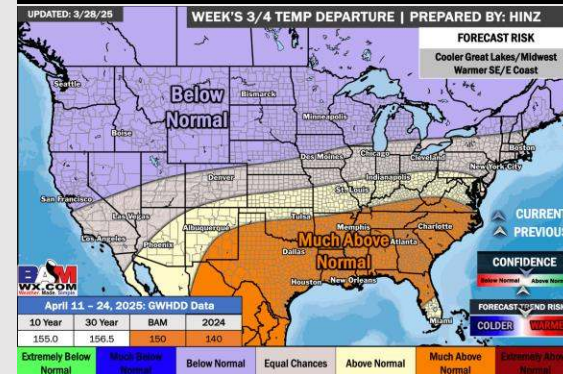 UPDATED: 3/28/25
WEEK'S 3/4 TEMP DEPARTURE | PREPARED BY: HINZ
FORECAST RISK
Cooler Great Lakes/Midwest
Warmer SE/E Coast
Seattle
Below
Normal
Bismarck
Minneapolis
Boise
Boston
Des Moines
Chicago
Cleveland
New York City
Denver
Indianapolis
San Francisco
St. Louis
Las Vegas
Los Angeles
Albuquerque
Tulsa
Phoenix
Memphis
Charlotte
Much Above
Normal
Dallas
Atlanta
Houston
New Orleans
Miami
CURRENT
PREVIOUS
CONFIDENCE
Below Normal
Above Norm
FORECAST TREND RISK
COLDER
WARMER
BAM
WX.COM
Weather Made Simple
April 11 – 24, 2025: GWHDD Data
10 Year 30 Year BAM 2024
155.0 156.5 150 140
Extremely Below Normal
Much Below Normal
Below Normal
Equal Chances
Above Normal
Much Above Normal
Extremely Above Normal